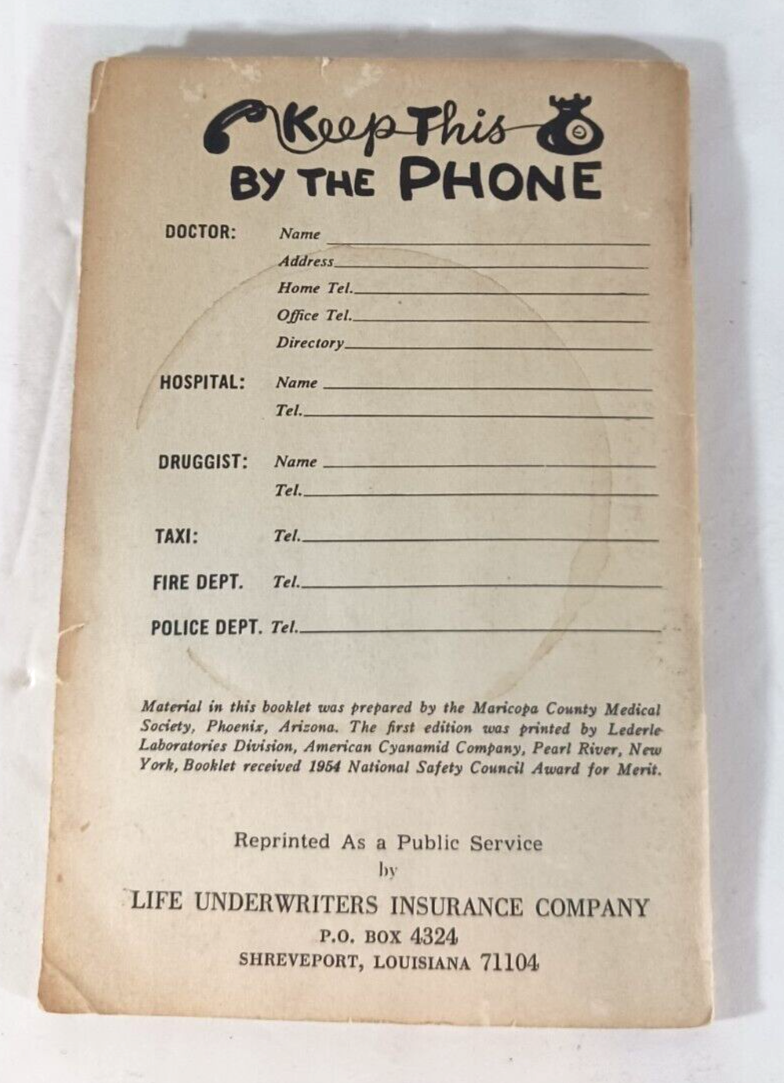 Keep This
BY THE PHONE
DOCTOR: Name
Address
Home Tel.
Office Tel.
Directory
HOSPITAL: Name
Tel.
DRUGGIST: Name
Tel.
TAXI: Tel.
FIRE DEPT. Tel.
POLICE DEPT. Tel.
Material in this booklet was prepared by the Maricopa County Medical
Society, Phoenix, Arizona. The first edition was printed by Lederle
Laboratories Division, American Cyanamid Company, Pearl River, New
York, Booklet received 1954 National Safety Council Award for Merit.
Reprinted As a Public Service
by
LIFE UNDERWRITERS INSURANCE COMPANY
P.O. BOX 4324
SHREVEPORT, LOUISIANA 71104